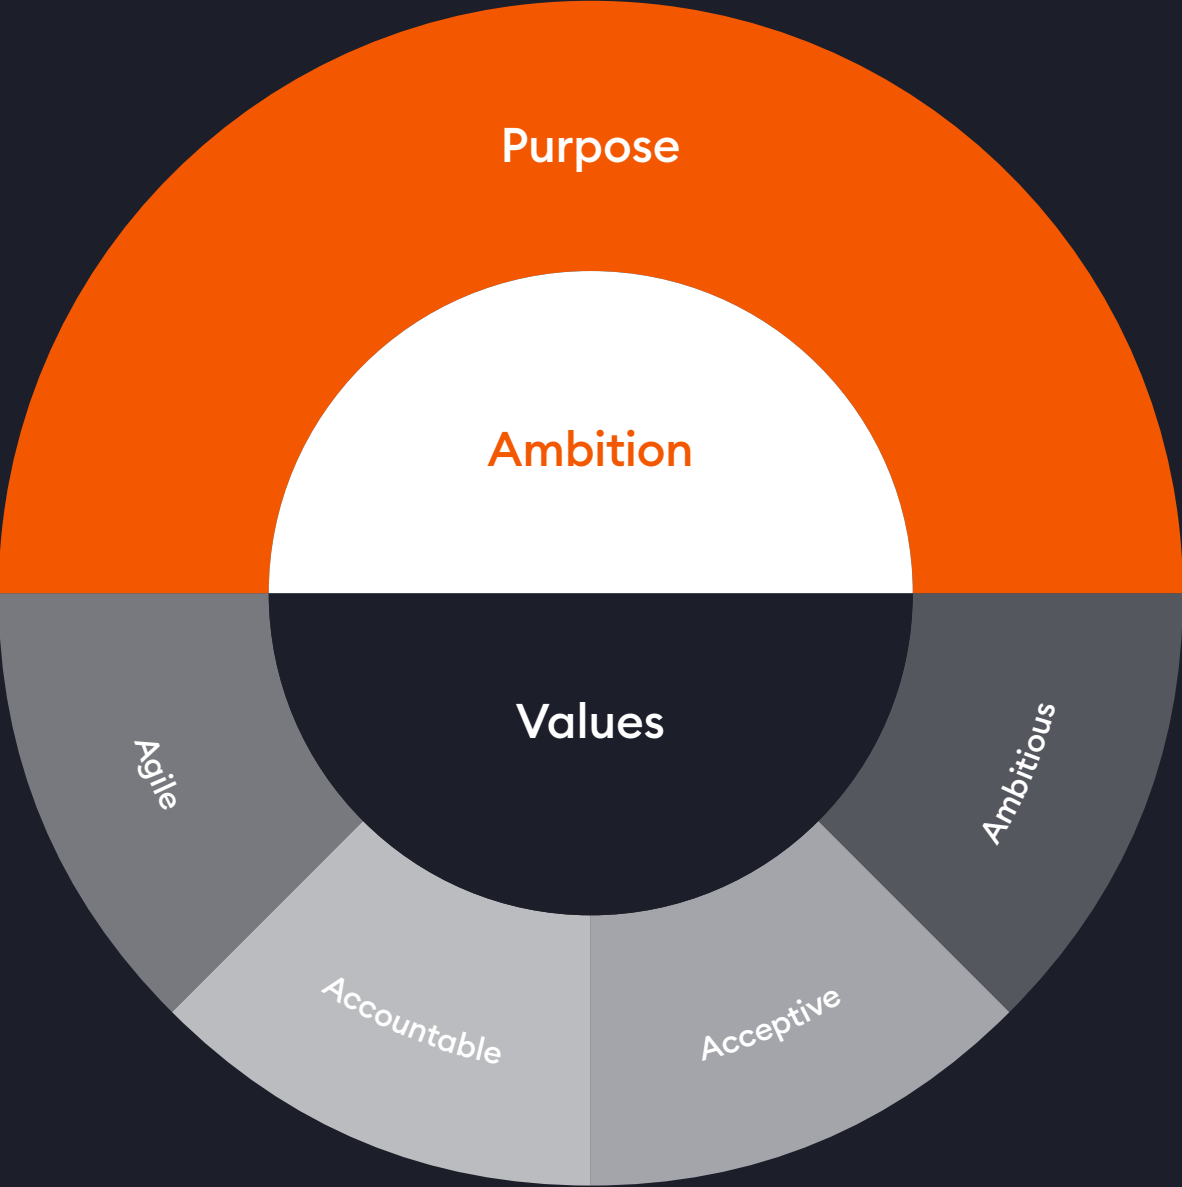 Purpose
Ambition
Values
Agile
Accountable
Acceptive
Ambitious